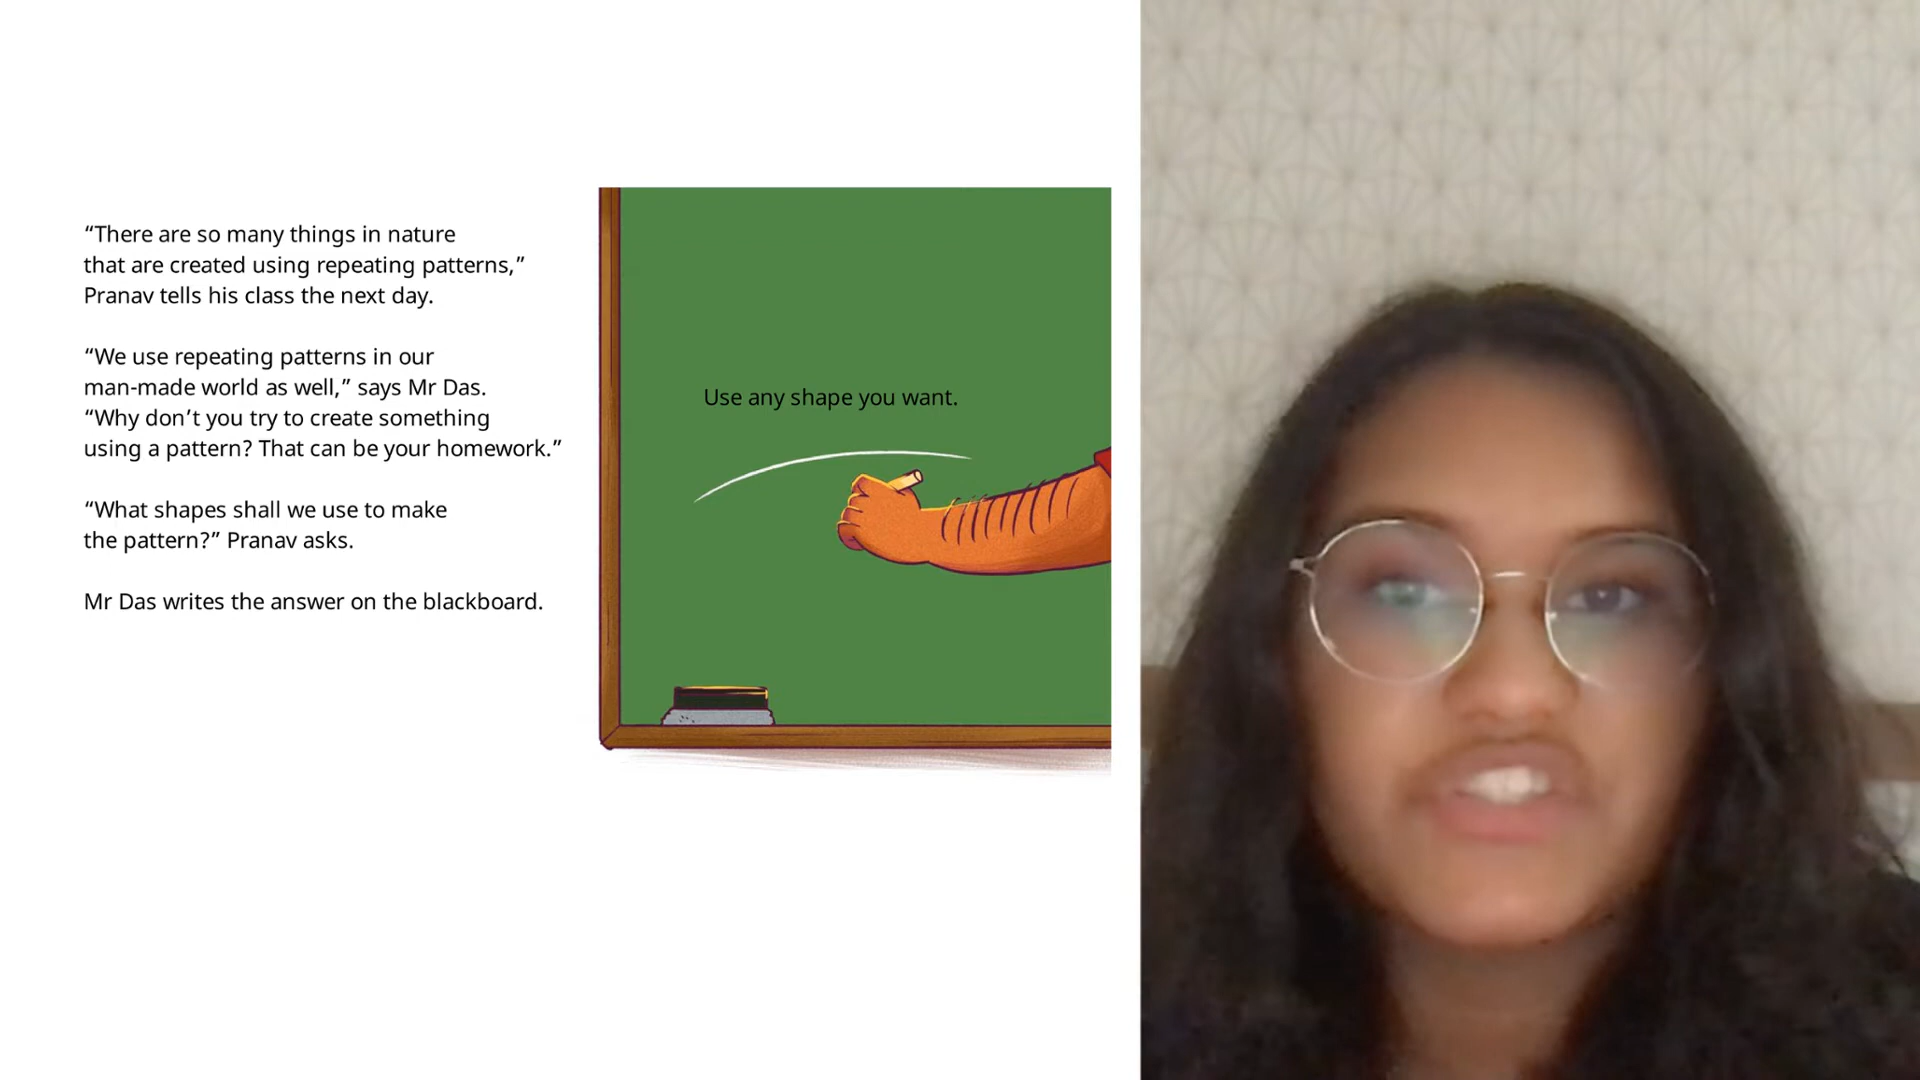 “There are so many things in nature
that are created using repeating patterns,”
Pranav tells his class the next day.
“We use repeating patterns in our
man-made world as well,” says Mr Das.
“Why don’t you try to create something
using a pattern? That can be your homework.”
“What shapes shall we use to make
the pattern?” Pranav asks.
Mr Das writes the answer on the blackboard.
Use any shape you want.